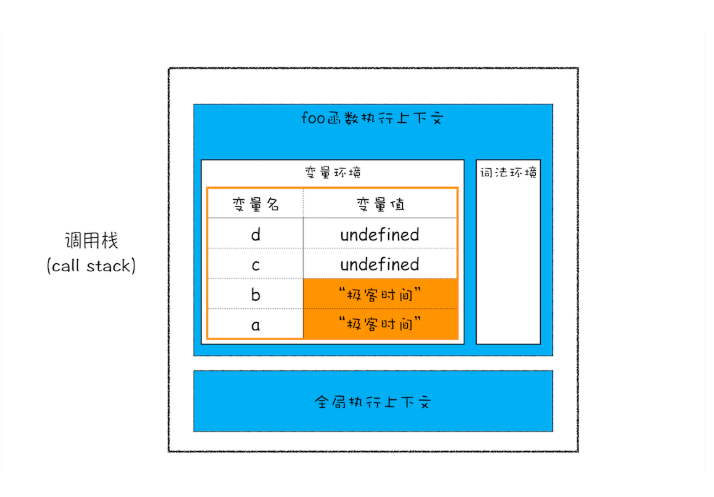 foo函数执行上下文
变量环境
词法环境
变量名 变量值
d undefined
c undefined
b “极客时间”
a “极客时间”
调用栈
(call stack)
全局执行上下文